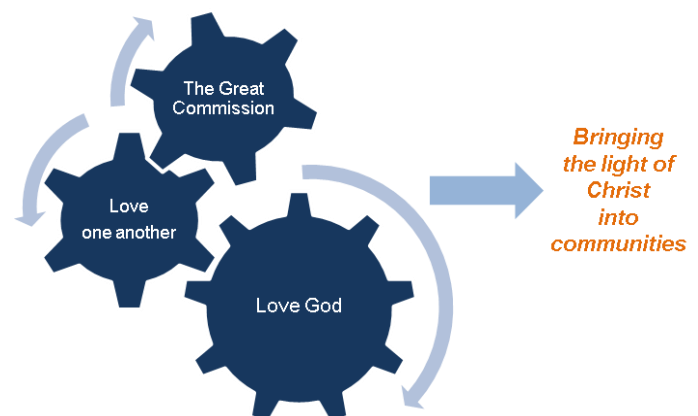 The Great
Commission
Love
one another
Love God
Bringing
the light of
Christ
into
communities